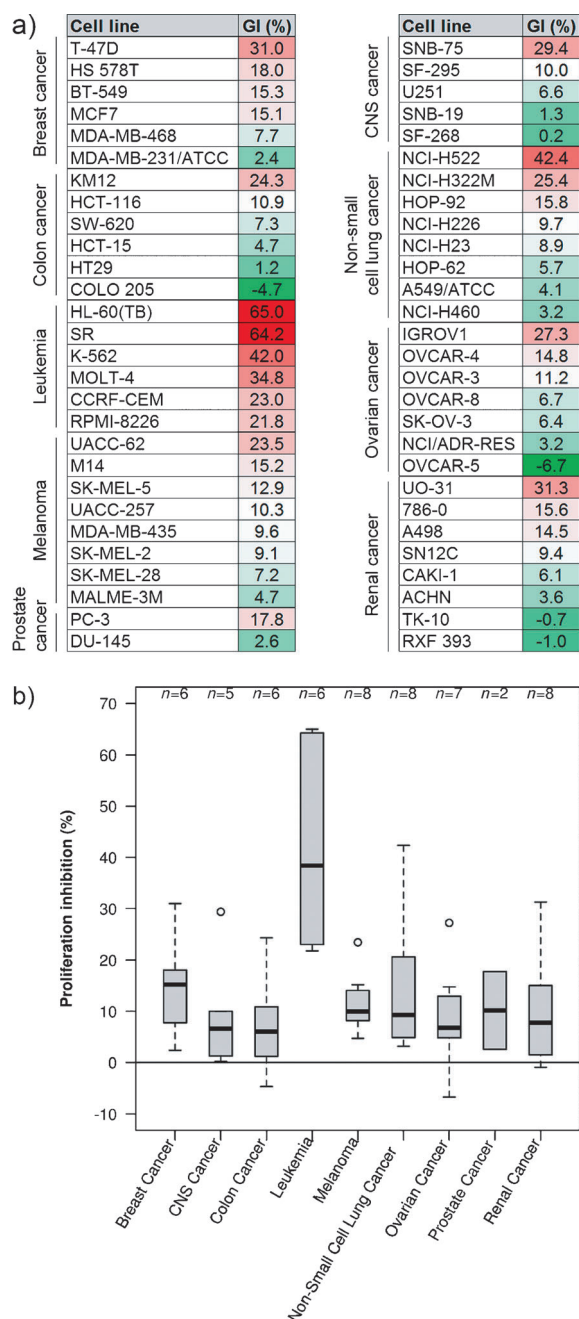 a)
Cell line GI (%)
Breast cancer
T-47D 31.0
HS 578T 18.0
BT-549 15.3
MCF7 15.1
MDA-MB-468 7.7
MDA-MB-231/ATCC 2.4
Colon cancer
KM12 24.3
HCT-116 10.9
SW-620 7.3
HCT-15 4.7
HT29 1.2
COLO 205 -4.7
Leukemia
HL-60(TB) 65.0
SR 64.2
K-562 42.0
MOLT-4 34.8
CCRF-CEM 23.0
RPMI-8226 21.8
Melanoma
UACC-62 23.5
M14 15.2
SK-MEL-5 12.9
UACC-257 10.3
MDA-MB-435 9.6
SK-MEL-2 9.1
SK-MEL-28 7.2
MALME-3M 4.7
Prostate
cancer
PC-3 17.8
DU-145 2.6
Cell line GI (%)
CNS cancer
SNB-75 29.4
SF-295 10.0
U251 6.6
SNB-19 1.3
SF-268 0.2
Non-small
cell lung cancer
NCI-H522 42.4
NCI-H322M 25.4
HOP-92 15.8
NCI-H226 9.7
NCI-H23 8.9
HOP-62 5.7
A549/ATCC 4.1
NCI-H460 3.2
Ovarian cancer
IGROV1 27.3
OVCAR-4 14.8
OVCAR-3 11.2
OVCAR-8 6.7
SK-OV-3 6.4
NCI/ADR-RES 3.2
OVCAR-5 -6.7
Renal cancer
UO-31 31.3
786-0 15.6
A498 14.5
SN12C 9.4
CAKI-1 6.1
ACHN 3.6
TK-10 -0.7
RXF 393 -1.0
b)
n=6 n=5 n=6 n=6 n=8 n=8 n=7 n=2 n=8
Proliferation inhibition (%)
70
60
50
40
30
20
10
0
-10
Breast Cancer
CNS Cancer
Colon Cancer
Leukemia
Melanoma
Non-Small Cell Lung Cancer
Ovarian Cancer
Prostate Cancer
Renal Cancer